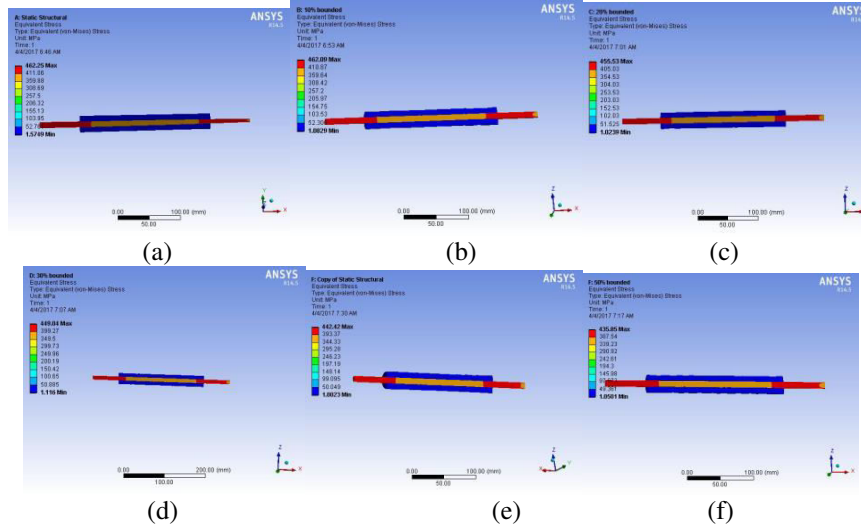 A: Static Structural
Equivalent Stress
Type: Equivalent (von-Mises) Stress
Unit: MPa
Time: 1
4/4/2017 6:46 AM
462.25 Max
411.06
359.88
308.69
257.5
206.32
155.13
103.95
1.5749 Min
ANSYS
R14.5
0.00
100.00 (mm)
50.00
Y
X
(a)
B: 10% bounded
Equivalent Stress
Type: Equivalent (von-Mises) Stress
Unit: MPa
Time: 1
4/4/2017 6:53 AM
462.09 Max
410.87
359.64
308.42
257.2
205.97
154.75
103.52
1.0829 Min
ANSYS
R14.5
0.00
100.00 (mm)
50.00
Z
X
(b)
C: 20% bounded
Equivalent Stress
Type: Equivalent (von-Mises) Stress
Unit: MPa
Time: 1
4/4/2017 7:01 AM
455.53 Max
405.03
354.53
304.03
253.53
203.03
152.53
102.03
51.525
1.0239 Min
ANSYS
R14.5
0.00
100.00 (mm)
50.00
Z
X
(c)
D: 30% bounded
Equivalent Stress
Type: Equivalent (von-Mises) Stress
Unit: MPa
Time: 1
4/4/2017 7:07 AM
449.04 Max
399.27
349.5
299.73
249.96
200.19
150.42
100.65
50.885
1.116 Min
ANSYS
R14.5
0.00
200.00 (mm)
100.00
Z
X
(d)
F: Copy of Static Structural
Equivalent Stress
Type: Equivalent (von-Mises) Stress
Unit: MPa
Time: 1
4/4/2017 7:30 AM
442.42 Max
393.37
344.33
295.28
246.23
197.19
148.14
99.095
50.049
1.0023 Min
ANSYS
R14.5
0.00
100.00 (mm)
50.00
Z
Y
X
(e)
F: 50% bounded
Equivalent Stress
Type: Equivalent (von-Mises) Stress
Unit: MPa
Time: 1
4/4/2017 7:17 AM
435.85 Max
387.54
339.23
290.92
242.61
194.3
145.98
1.0501 Min
ANSYS
R14.5
0.00
100.00 (mm)
50.00
Z
X
(f)